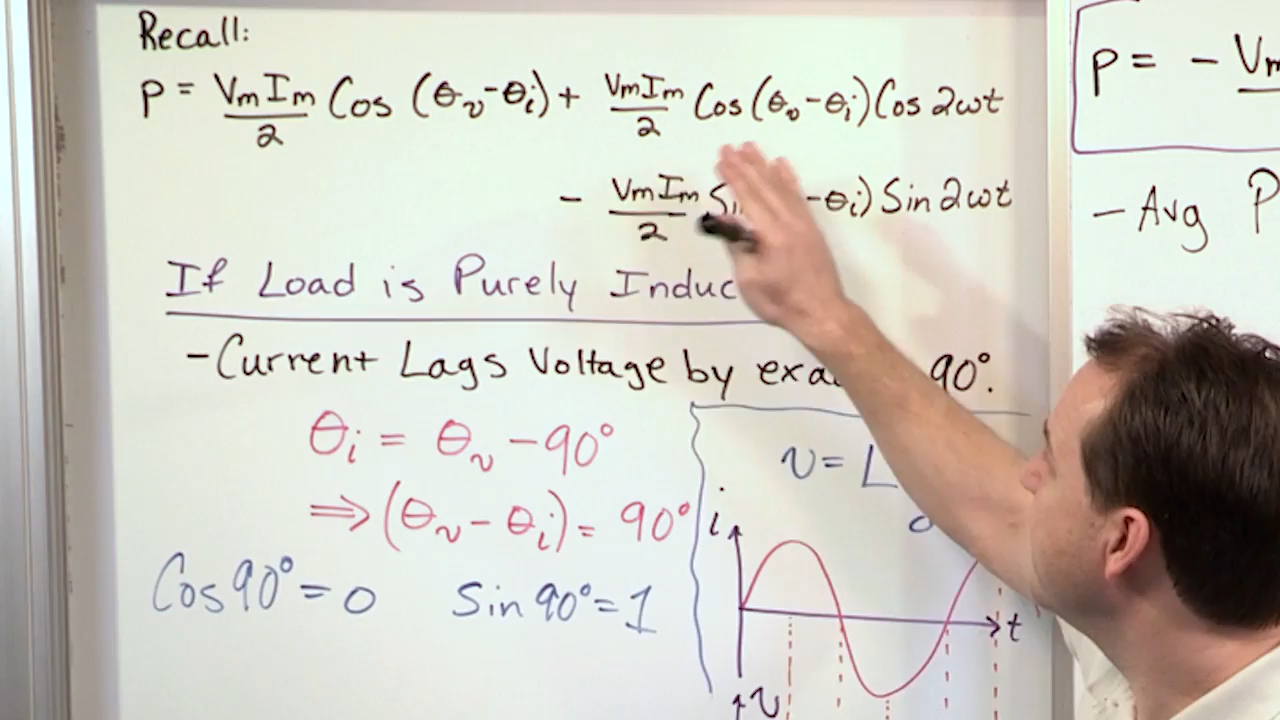 Recall:
p = VmIm/2 Cos (θv-θi) + VmIm/2 Cos(θv-θi)Cos 2ωt
- VmIm/2 -θi) Sin 2ωt
If Load is Purely
-Current Lags Voltage by 90°.
θi = θv -90°
⇒ (θv - θi) = 90°
Cos 90° = 0 Sin 90° = 1
v = L
i
t
v
p = -
- Avg P